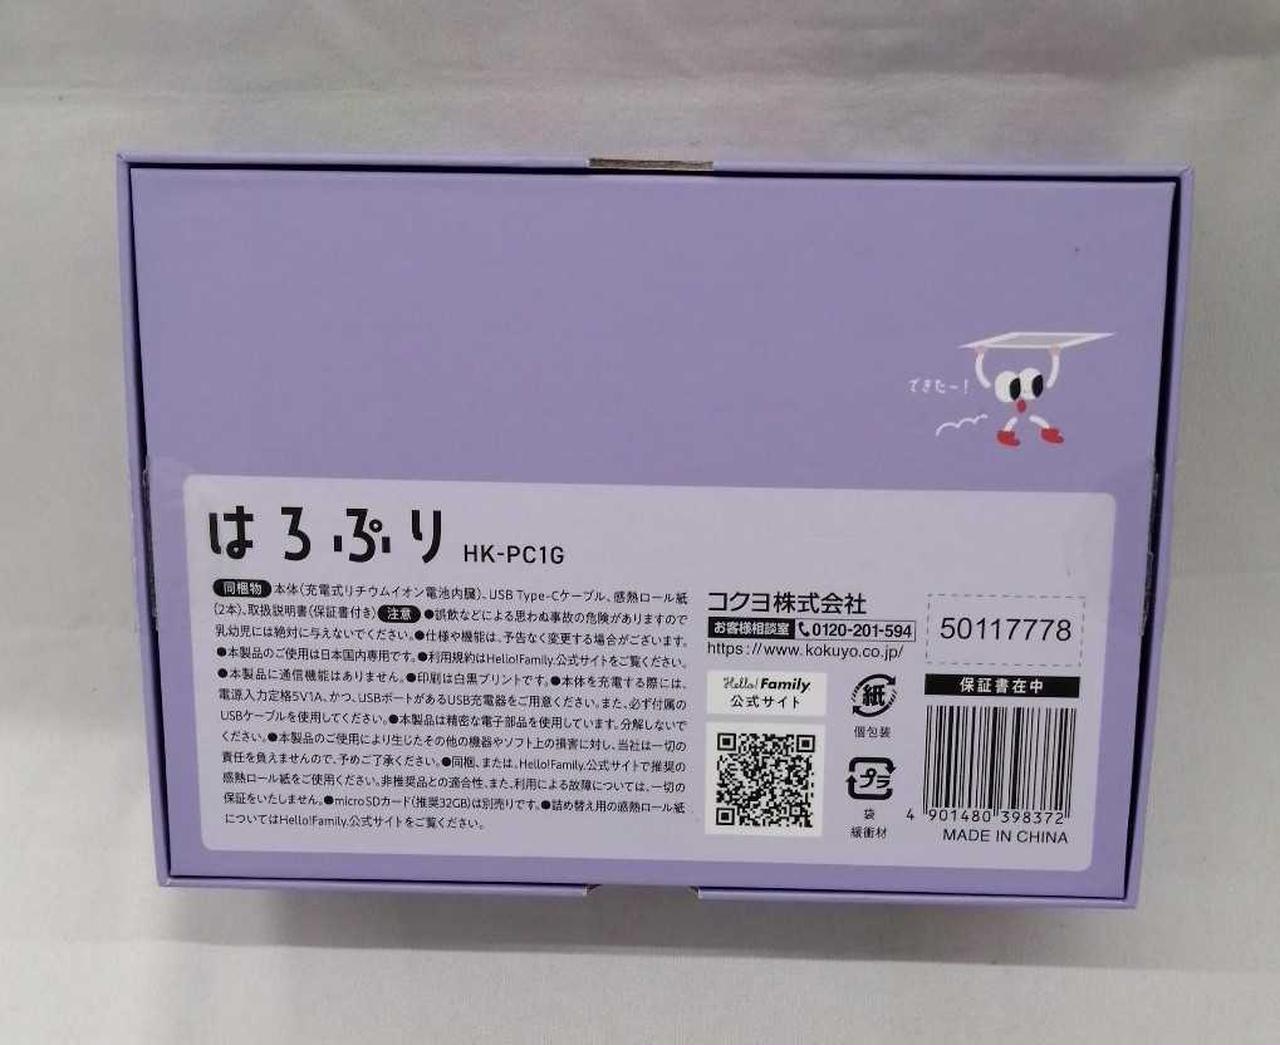 できたー!
はろぷり HK-PC1G
同梱物 本体(充電式リチウムイオン電池内臓)、USB Type-Cケーブル、感熱ロール紙
(2本)、取扱説明書(保証書付き) 注意 ●誤飲などによる思わぬ事故の危険がありますので
乳幼児には絶対に与えないでください。●仕様や機能は、予告なく変更する場合がございます。
●本製品のご使用は日本国内専用です。●利用規約はHello!Family.公式サイトをご覧ください。
●本製品に通信機能はありません。●印刷は白黒プリントです。●本体を充電する際には、
電源入力定格5V1A、かつ、USBポートがあるUSB充電器をご用意ください。また、必ず付属の
USBケーブルを使用してください。●本製品は精密な電子部品を使用しています。分解しないで
ください。●本製品のご使用により生じたその他の機器やソフト上の損害に対し、当社は一切の
責任を負えませんので、予めご了承ください。●同梱、または、Hello!Family.公式サイトで推奨の
感熱ロール紙をご使用ください。非推奨品との適合性、また、利用による故障については、一切の
保証をいたしません。●microSDカード(推奨32GB)は別売りです。●詰め替え用の感熱ロール紙
についてはHello!Family.公式サイトをご覧ください。
コクヨ株式会社
お客様相談室 0120-201-594
https://www.kokuyo.co.jp/
Hello! Family.
公式サイト
紙
個包装
プラ
袋
緩衝材
50117778
保証書在中
4 901480 398372
MADE IN CHINA